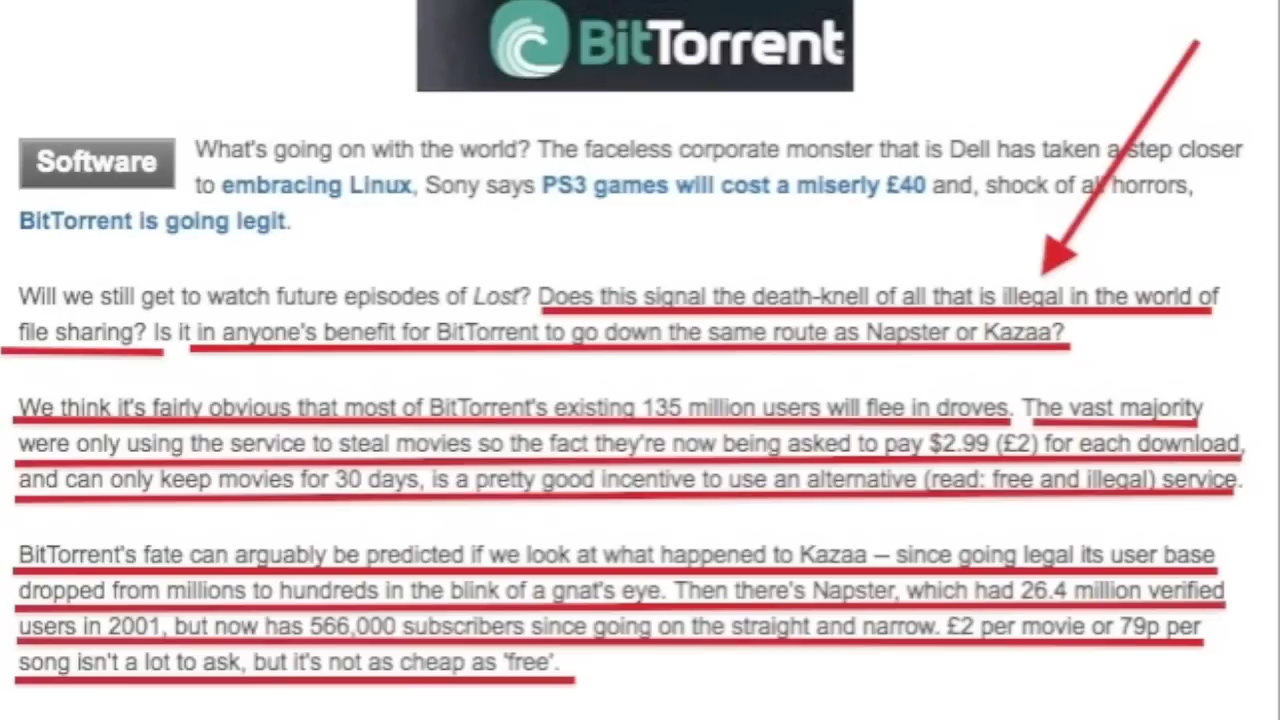 BitTorrent
Software
What's going on with the world? The faceless corporate monster that is Dell has taken a step closer
to embracing Linux, Sony says PS3 games will cost a miserly £40 and, shock of all horrors,
BitTorrent is going legit.
Will we still get to watch future episodes of Lost? Does this signal the death-knell of all that is illegal in the world of
file sharing? Is it in anyone's benefit for BitTorrent to go down the same route as Napster or Kazaa?
We think it's fairly obvious that most of BitTorrent's existing 135 million users will flee in droves. The vast majority
were only using the service to steal movies so the fact they're now being asked to pay $2.99 (£2) for each download,
and can only keep movies for 30 days, is a pretty good incentive to use an alternative (read: free and illegal) service.
BitTorrent's fate can arguably be predicted if we look at what happened to Kazaa – since going legal its user base
dropped from millions to hundreds in the blink of a gnat's eye. Then there's Napster, which had 26.4 million verified
users in 2001, but now has 566,000 subscribers since going on the straight and narrow. £2 per movie or 79p per
song isn't a lot to ask, but it's not as cheap as 'free'.